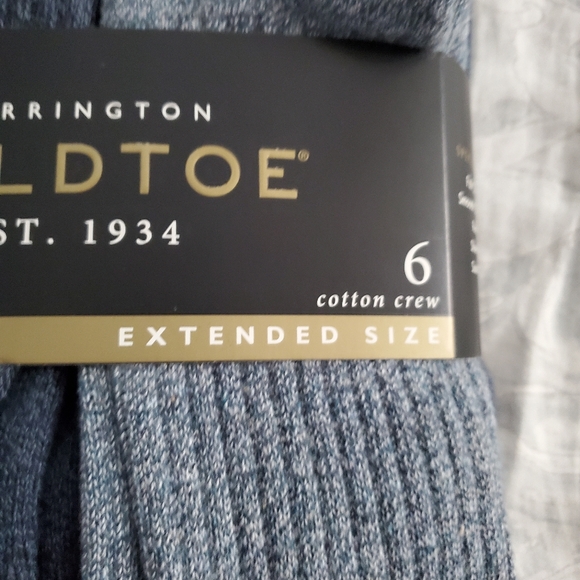 RRINGTON
LDTOE®
ST. 1934
6
cotton crew
EXTENDED SIZE